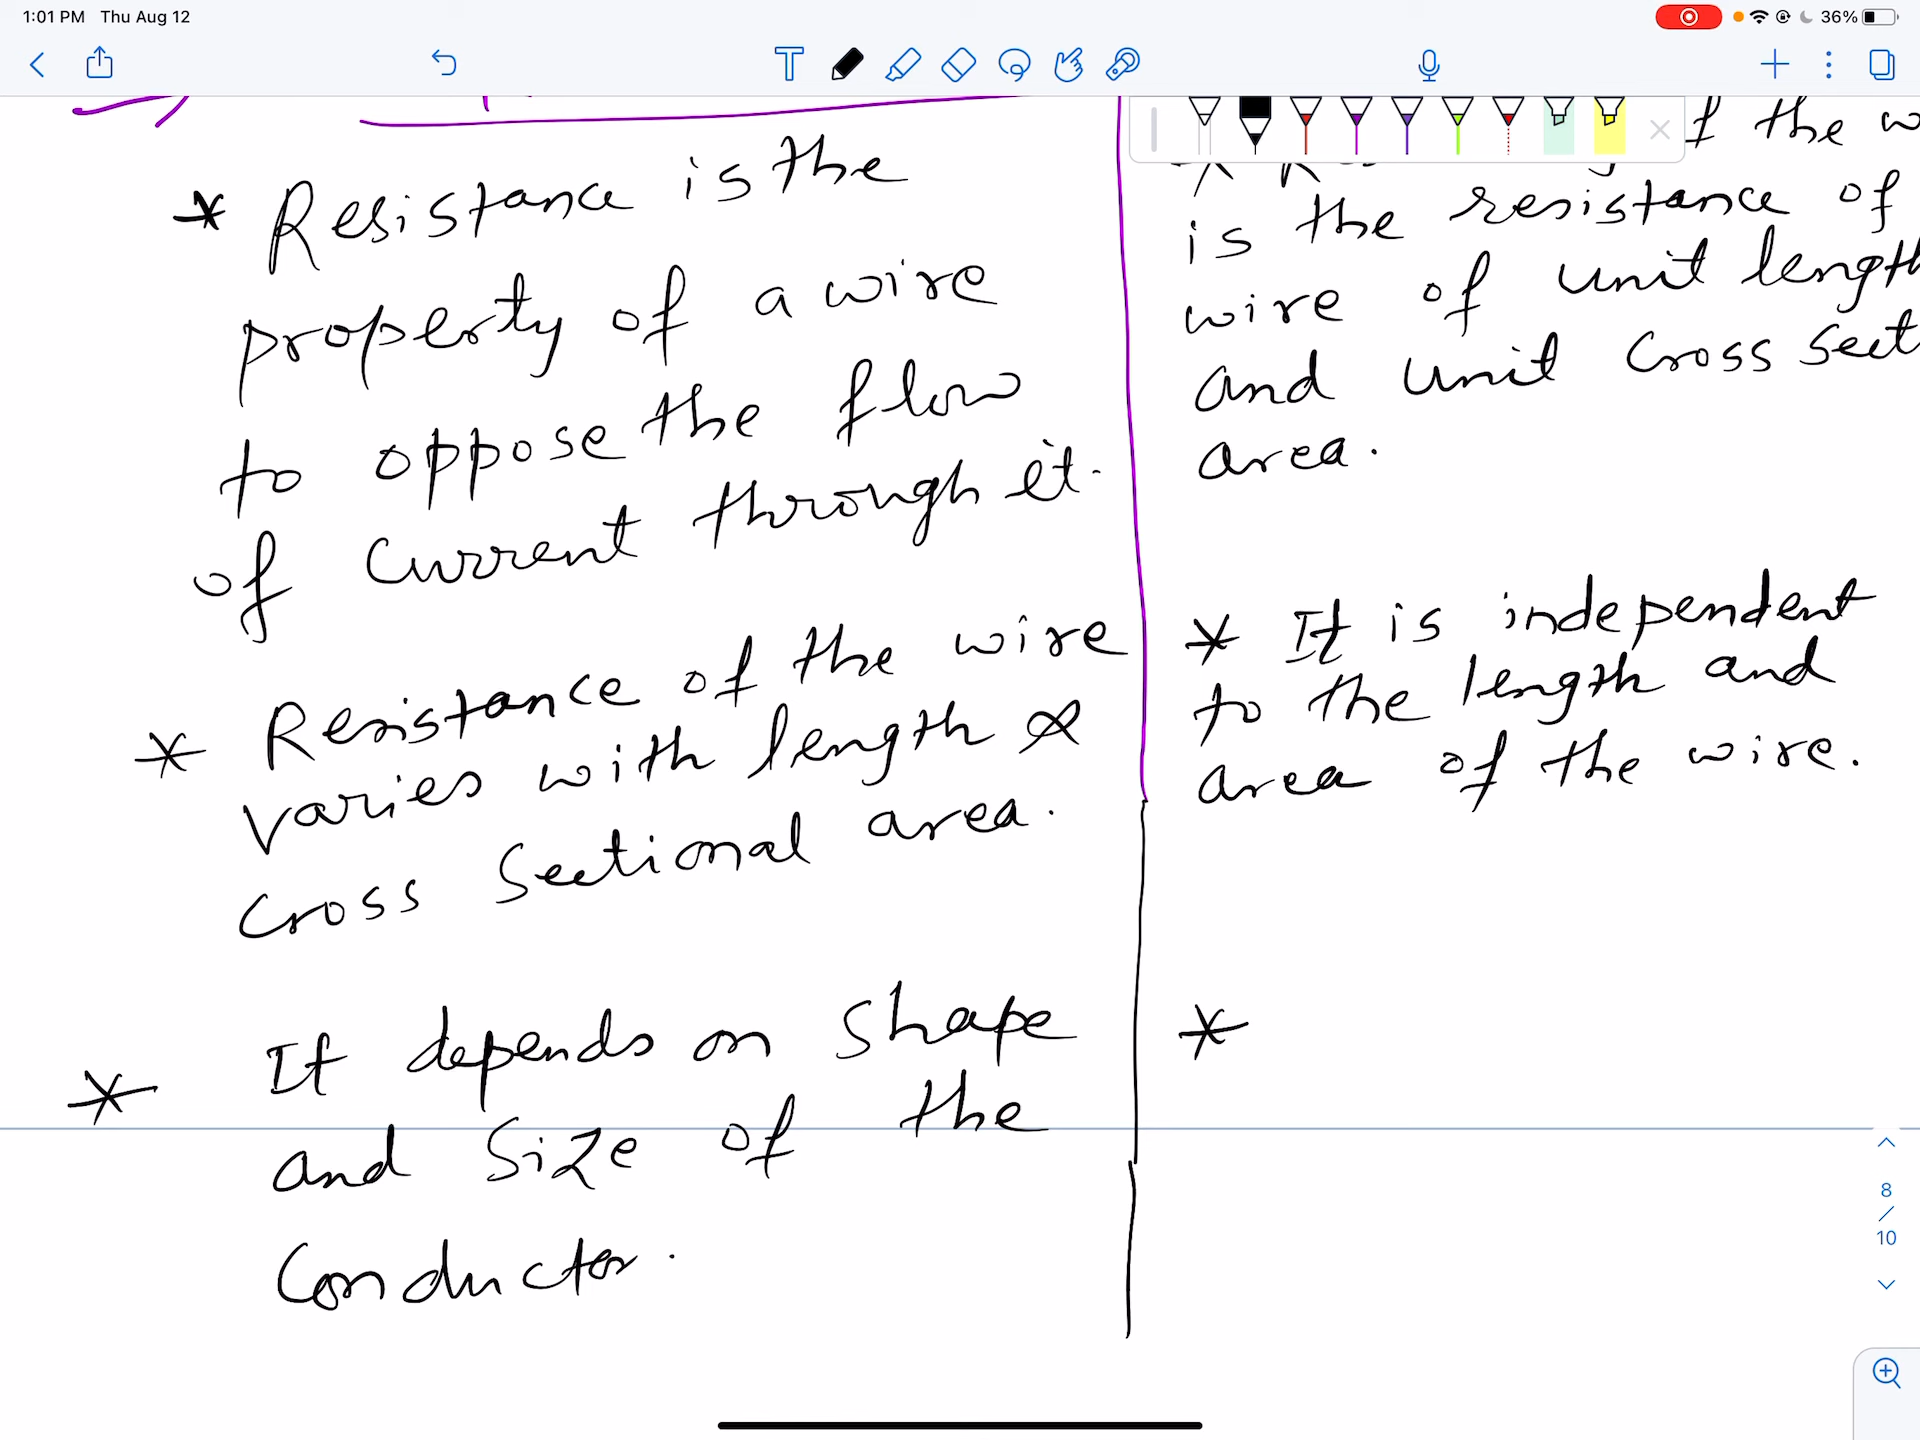 1:01 PM Thu Aug 12
36%
* Resistance is the
property of a wire
to oppose the flow
of current through it.
* Resistance of the wire
varies with length &
cross sectional area.
* It depends on shape
and size of the
conductor.
the w
is the resistance of
wire of unit length
and unit cross sect
area.
* It is independent
to the length and
area of the wire.
*
8
/
10